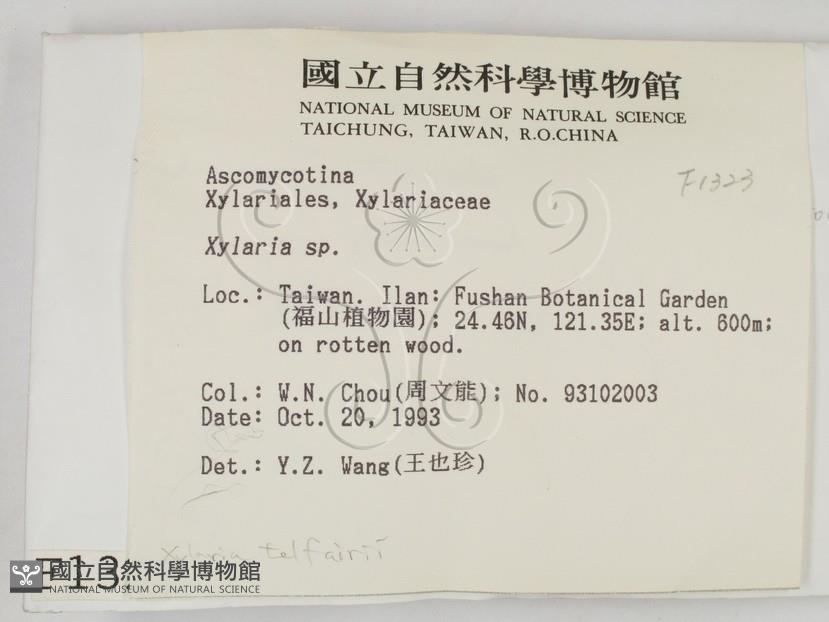 國立自然科學博物館
NATIONAL MUSEUM OF NATURAL SCIENCE
TAICHUNG, TAIWAN, R.O.CHINA
F1323
Ascomycotina
Xylariales, Xylariaceae
Xylaria sp.
Loc.: Taiwan. Ilan: Fushan Botanical Garden
(福山植物園); 24.46N, 121.35E; alt. 600m;
on rotten wood.
Col.: W.N. Chou(周文能); No. 93102003
Date: Oct. 20, 1993
Det.: Y.Z. Wang(王也珍)
Xylaria telfairii
國立自然科學博物館
NATIONAL MUSEUM OF NATURAL SCIENCE